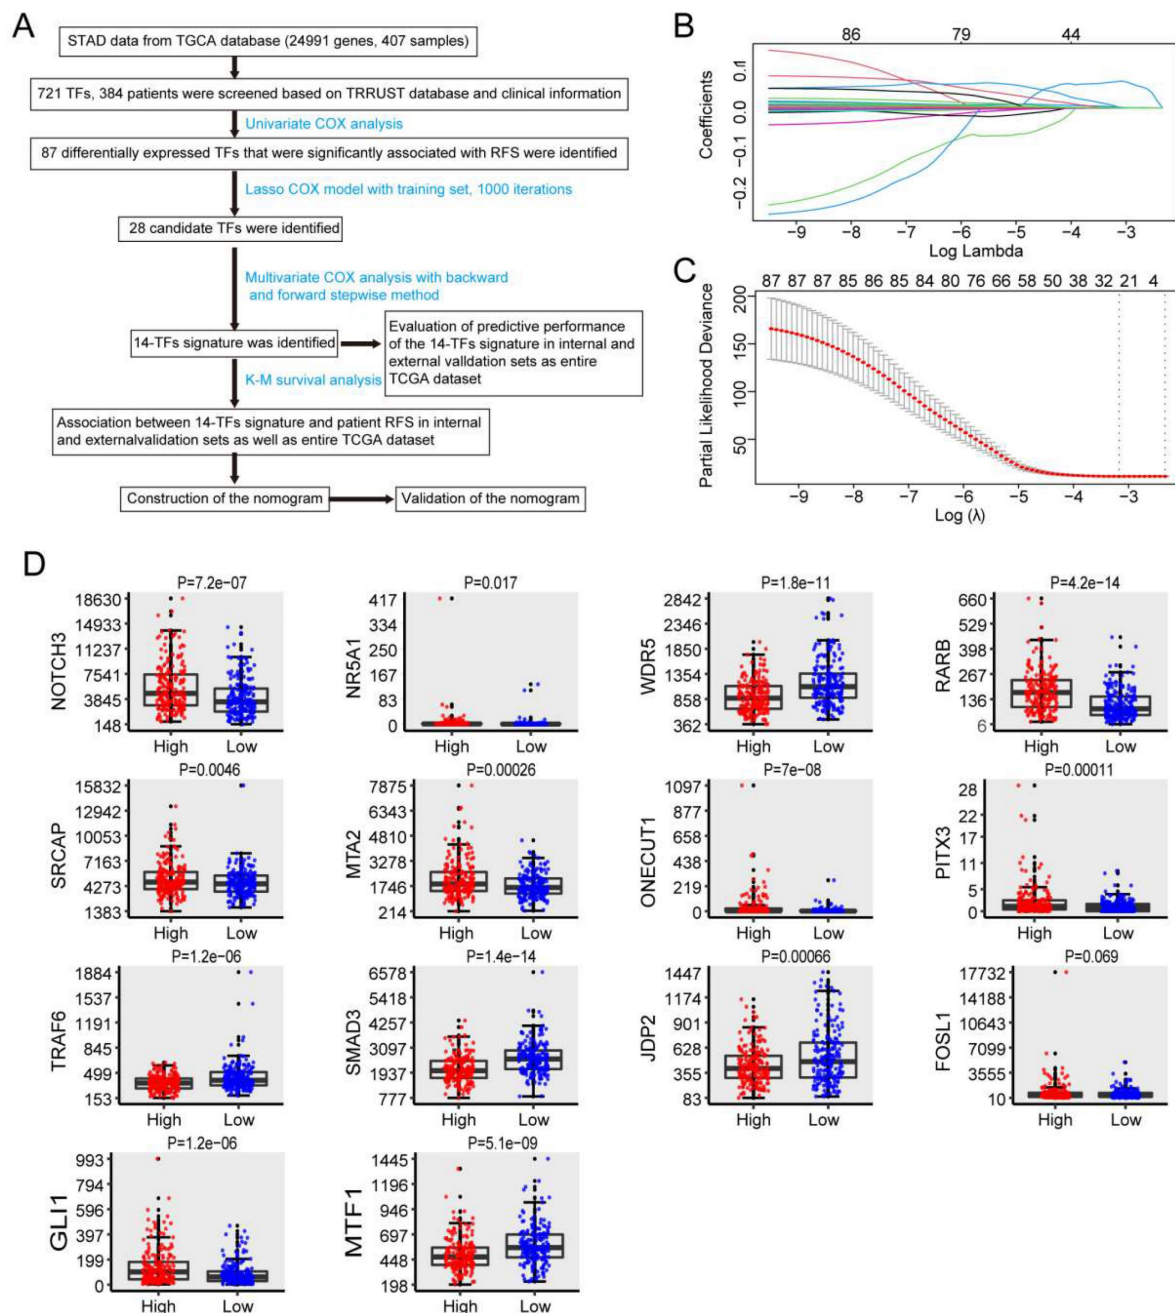 A
STAD data from TGCA database (24991 genes, 407 samples)
721 TFs, 384 patients were screened based on TRRUST database and clinical information
Univariate COX analysis
87 differentially expressed TFs that were significantly associated with RFS were identified
Lasso COX model with training set, 1000 iterations
28 candidate TFs were identified
Multivariate COX analysis with backward
and forward stepwise method
14-TFs signature was identified
Evaluation of predictive performance
of the 14-TFs signature in internal and
external valldation sets as entire
TCGA dataset
K-M survival analysis
Association between 14-TFs signature and patient RFS in internal
and externalvalidation sets as well as entire TCGA dataset
Construction of the nomogram
Validation of the nomogram
B
86 79 44
Coefficients
0.1
0.0
−0.1
−0.2
−9 −8 −7 −6 −5 −4 −3
Log Lambda
C
87 87 87 85 86 85 84 80 76 66 58 50 38 32 21 4
Partial Likelihood Deviance
200
150
100
50
−9 −8 −7 −6 −5 −4 −3
Log (λ)
D
P=7.2e−07
NOTCH3
18630
14933
11237
7541
3845
148
High Low
P=0.017
NR5A1
417
334
250
167
83
0
High Low
P=1.8e−11
WDR5
2842
2346
1850
1354
858
362
High Low
P=4.2e−14
RARB
660
529
398
267
136
6
High Low
P=0.0046
SRCAP
15832
12942
10053
7163
4273
1383
High Low
P=0.00026
MTA2
7875
6343
4810
3278
1746
214
High Low
P=7e−08
ONECUT1
1097
877
658
438
219
0
High Low
P=0.00011
PITX3
28
22
17
11
5
0
High Low
P=1.2e−06
TRAF6
1884
1537
1191
845
499
153
High Low
P=1.4e−14
SMAD3
6578
5418
4257
3097
1937
777
High Low
P=0.00066
JDP2
1447
1174
901
628
355
83
High Low
P=0.069
FOSL1
17732
14188
10643
7099
3555
10
High Low
P=1.2e−06
GLI1
993
794
596
397
199
0
High Low
P=5.1e−09
MTF1
1445
1196
946
697
448
198
High Low